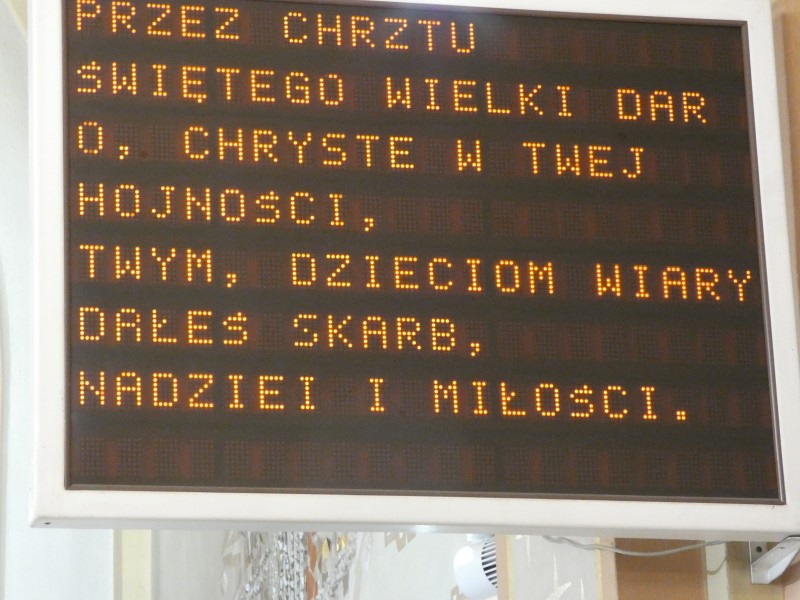 PRZEZ CHRZTU
ŚWIĘTEGO WIELKI DAR
O, CHRYSTE W TWEJ
HOJNOŚCI,
TWYM, DZIECIOM WIARY
DAŁEŚ SKARB,
NADZIEI I MIŁOŚCI.